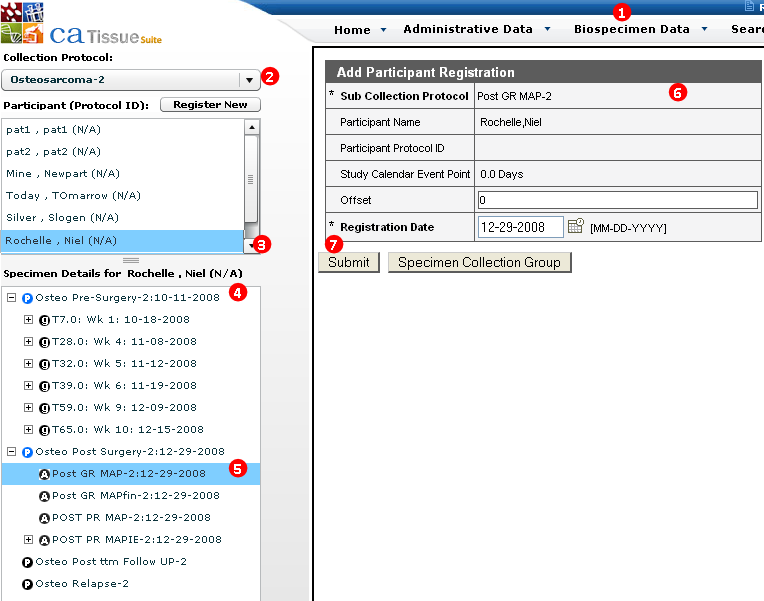 caTissue Suite
Home Administrative Data Biospecimen Data Sear
1
Collection Protocol:
Osteosarcoma-2
2
Participant (Protocol ID): Register New
pat1 , pat1 (N/A)
pat2 , pat2 (N/A)
Mine , Newpart (N/A)
Today , TOmarrow (N/A)
Silver , Slogen (N/A)
Rochelle , Niel (N/A)
3
Specimen Details for Rochelle , Niel (N/A)
P Osteo Pre-Surgery-2:10-11-2008
4
g T7.0: Wk 1: 10-18-2008
g T28.0: Wk 4: 11-08-2008
g T32.0: Wk 5: 11-12-2008
g T39.0: Wk 6: 11-19-2008
g T59.0: Wk 9: 12-09-2008
g T65.0: Wk 10: 12-15-2008
P Osteo Post Surgery-2:12-29-2008
A Post GR MAP-2:12-29-2008
5
A Post GR MAPfin-2:12-29-2008
A POST PR MAP-2:12-29-2008
A POST PR MAPIE-2:12-29-2008
P Osteo Post ttm Follow UP-2
P Osteo Relapse-2
Add Participant Registration
* Sub Collection Protocol Post GR MAP-2
6
Participant Name Rochelle,Niel
Participant Protocol ID
Study Calendar Event Point 0.0 Days
Offset 0
* Registration Date 12-29-2008 [MM-DD-YYYY]
7
Submit Specimen Collection Group